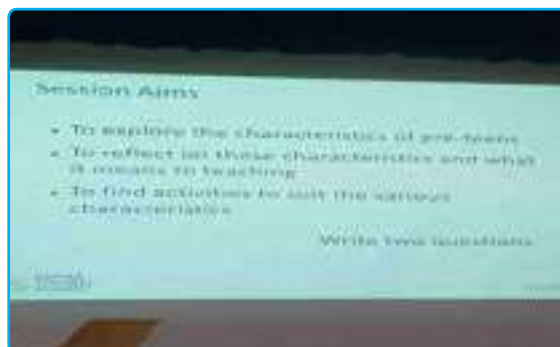 Session Aims
• To explore the characteristics of pre-teens
• To reflect on these characteristics and what
it means to teaching
• To find activities to suit the various
characteristics
Write two questions